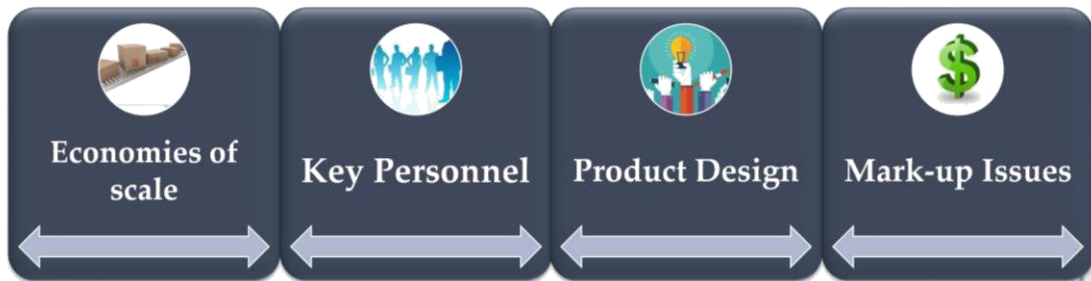 Economies of
scale
Key Personnel
Product Design
Mark-up Issues